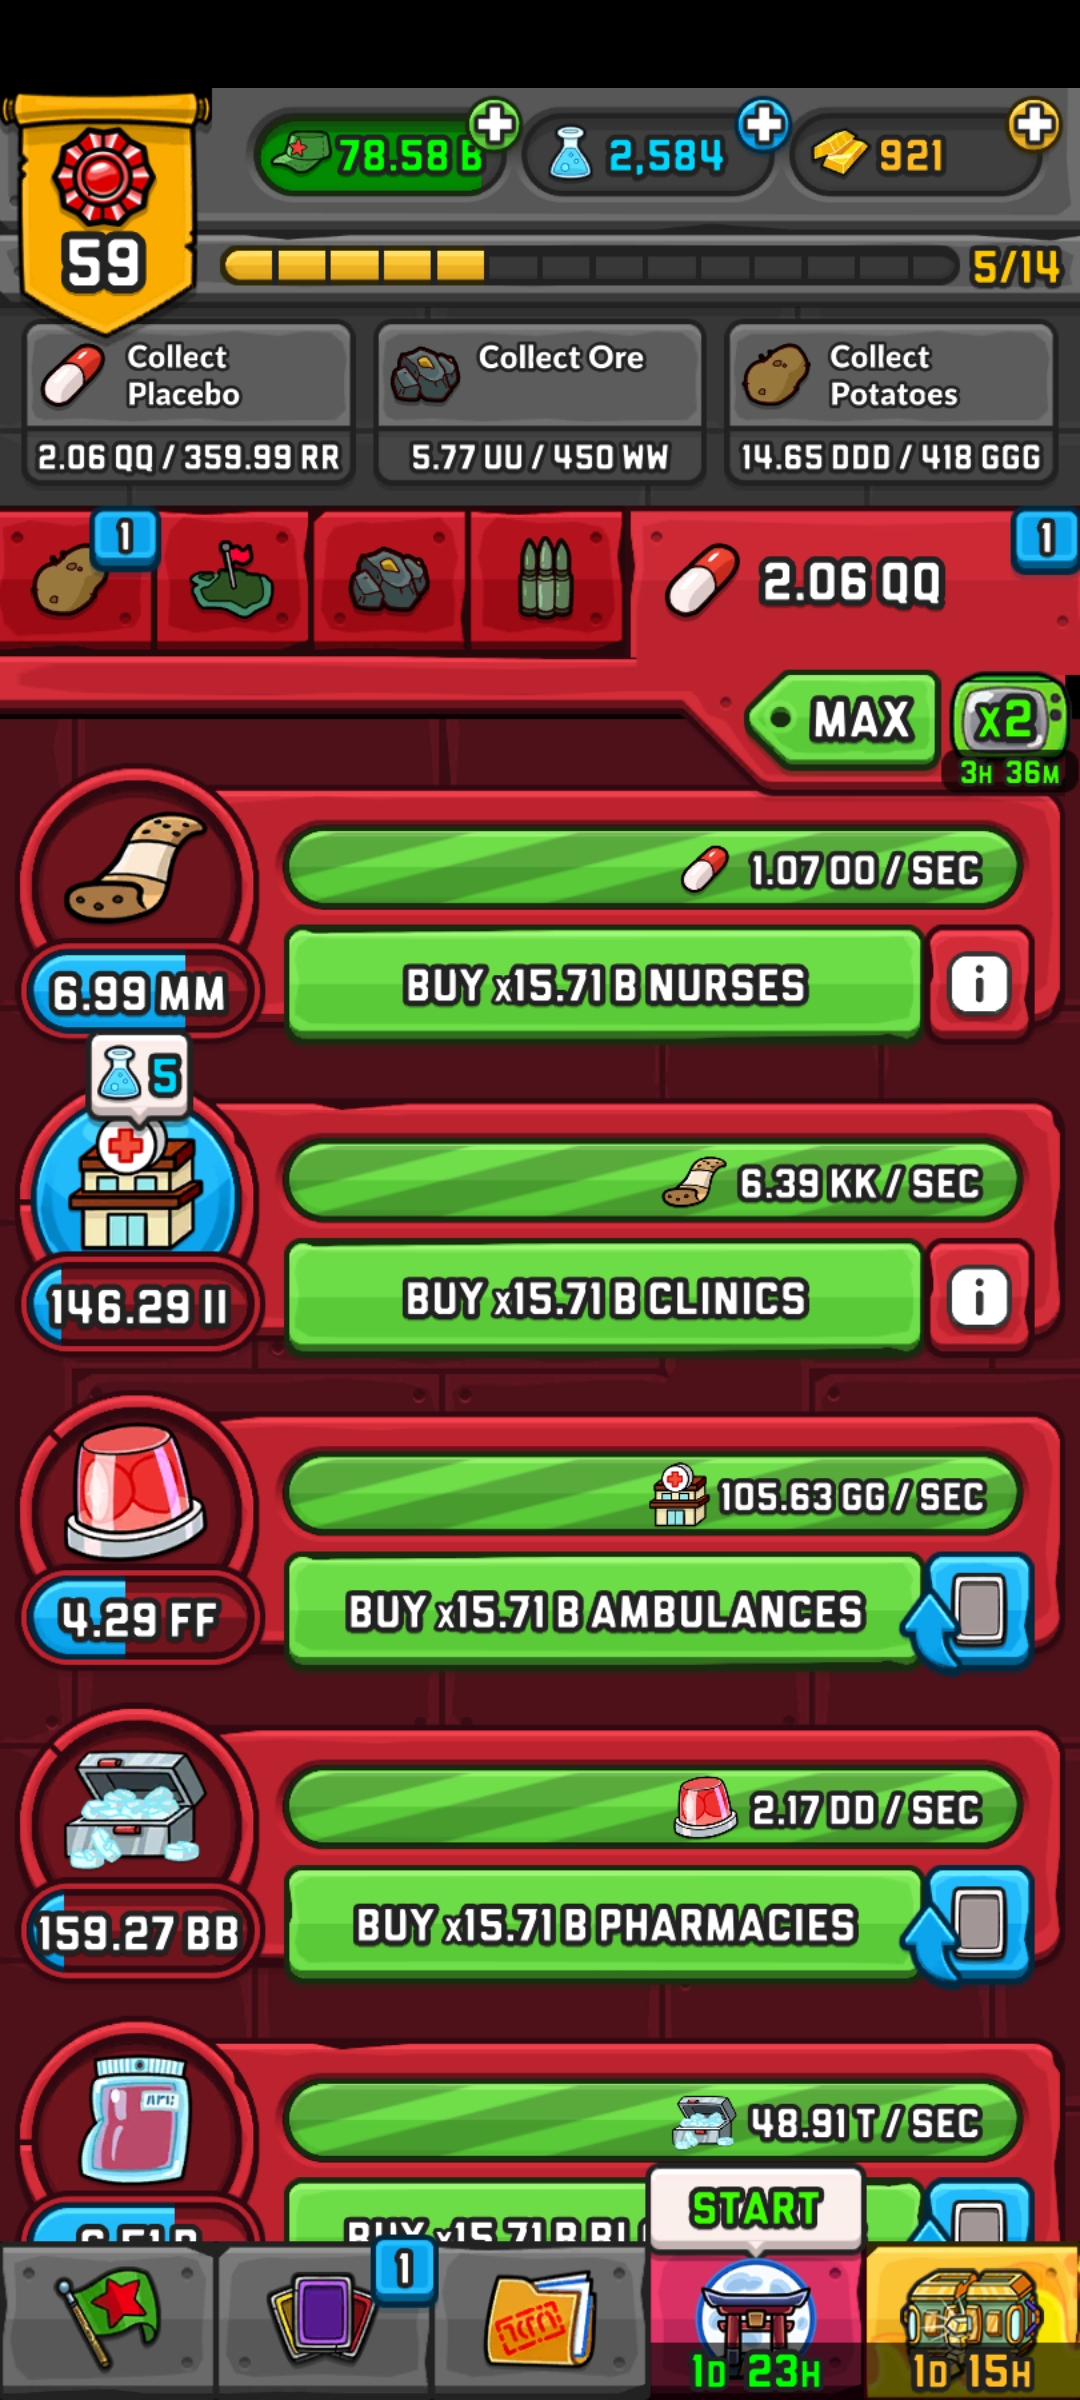 78.58 B
2,584
921
59
5/14
Collect Placebo
2.06 QQ / 359.99 RR
Collect Ore
5.77 UU / 450 WW
Collect Potatoes
14.65 DDD / 418 GGG
1
2.06 QQ
1
MAX
x2
3H 36M
1.07 OO / SEC
6.99 MM
BUY x15.71 B NURSES
i
5
6.39 KK / SEC
146.29 II
BUY x15.71 B CLINICS
i
105.63 GG / SEC
4.29 FF
BUY x15.71 B AMBULANCES
2.17 DD / SEC
159.27 BB
BUY x15.71 B PHARMACIES
48.91 T / SEC
BUY x15.71 B
START
1
1D 23H
1D 15H